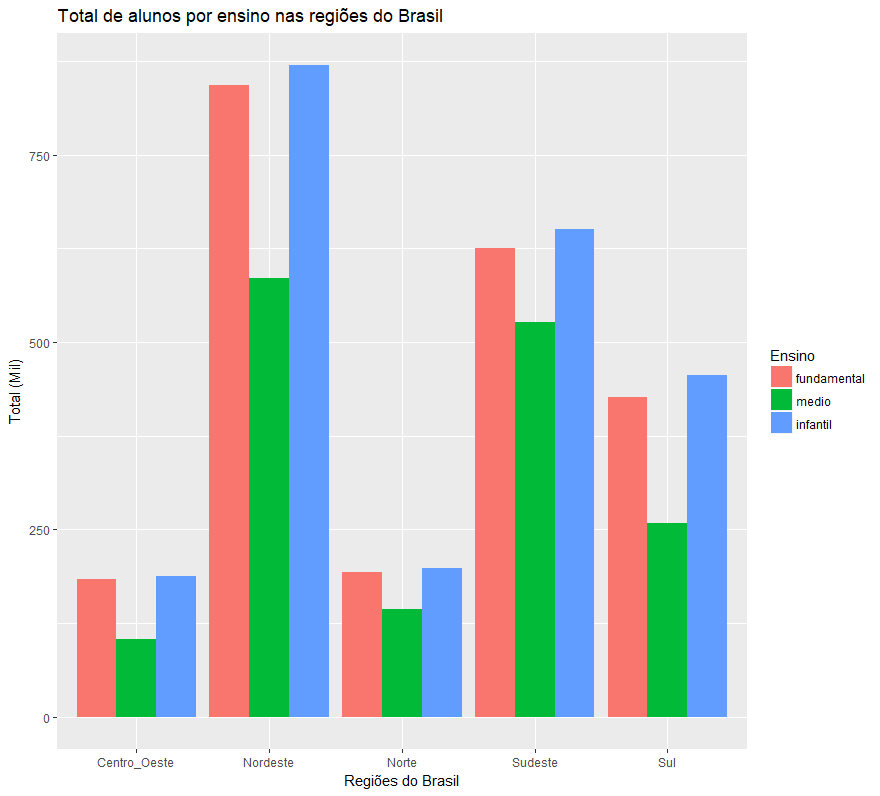 Total de alunos por ensino nas regiões do Brasil
Total (Mil)
750
500
250
0
Centro_Oeste Nordeste Norte Sudeste Sul
Regiões do Brasil
Ensino
fundamental
medio
infantil